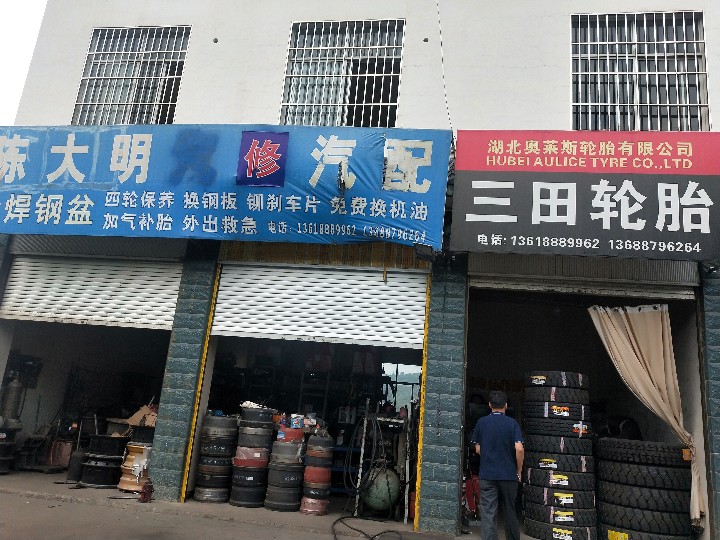 陈大明 修 汽配
焊钢盆
四轮保养 换钢板 铆刹车片 免费换机油
加气补胎 外出救急 电话:13618889962 13688796264
湖北奥莱斯轮胎有限公司
HUBEI AULICE TYRE CO.,LTD
三田轮胎
电话:13618889962 13688796264